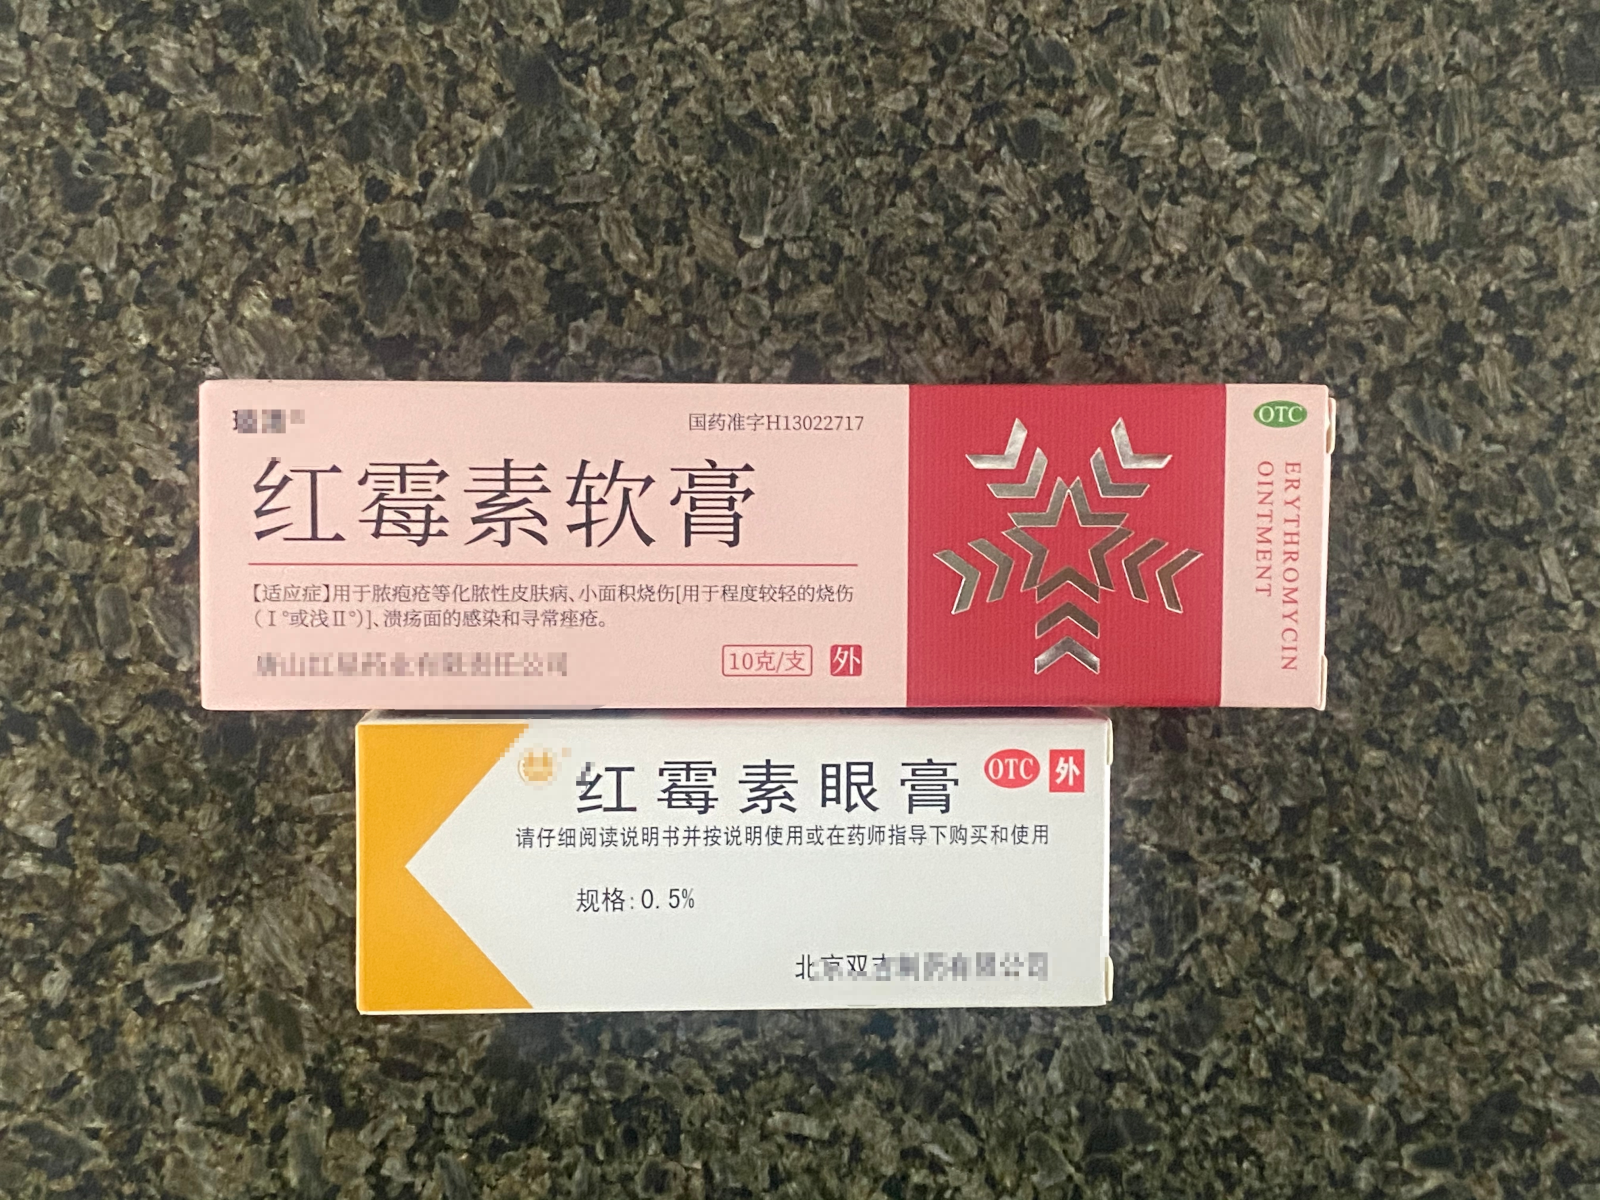 国药准字H13022717
红霉素软膏
【适应症】用于脓疱疮等化脓性皮肤病、小面积烧伤[用于程度较轻的烧伤
(Ⅰ°或浅Ⅱ°)]、溃疡面的感染和寻常痤疮。
10克/支 外
OTC
ERYTHROMYCIN
OINTMENT
红霉素眼膏
OTC 外
请仔细阅读说明书并按说明使用或在药师指导下购买和使用
规格:0.5%